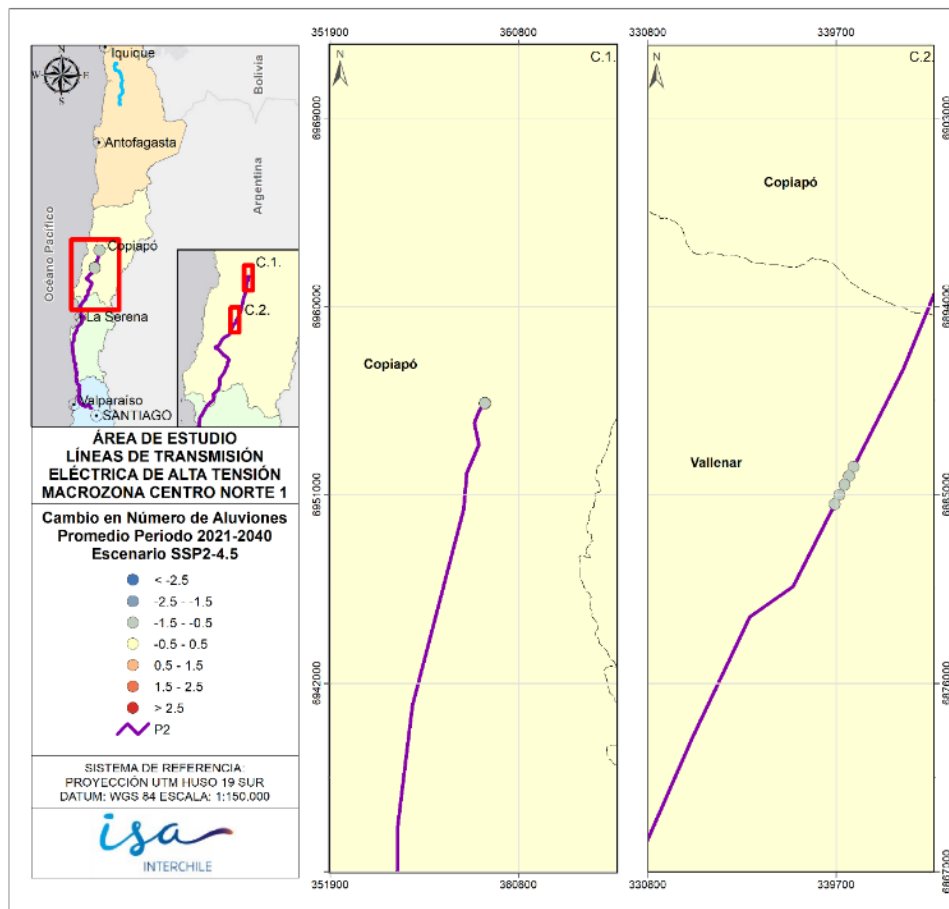 N
W
E
S
Iquique
Bolivia
Antofagasta
Argentina
Océano Pacífico
Copiapó
La Serena
Valparaíso
SANTIAGO
C.1.
C.2.
ÁREA DE ESTUDIO
LÍNEAS DE TRANSMISIÓN
ELÉCTRICA DE ALTA TENSIÓN
MACROZONA CENTRO NORTE 1
Cambio en Número de Aluviones
Promedio Periodo 2021-2040
Escenario SSP2-4.5
< -2.5
-2.5 - -1.5
-1.5 - -0.5
-0.5 - 0.5
0.5 - 1.5
1.5 - 2.5
> 2.5
P2
SISTEMA DE REFERENCIA:
PROYECCIÓN UTM HUSO 19 SUR
DATUM: WGS 84 ESCALA: 1:150.000
isa
INTERCHILE
351900
360800
N
C.1.
6969000
6960000
6951000
6942000
Copiapó
351900
360800
330800
339700
N
C.2.
6903000
6894000
6885000
6876000
6867000
Copiapó
Vallenar
330800
339700